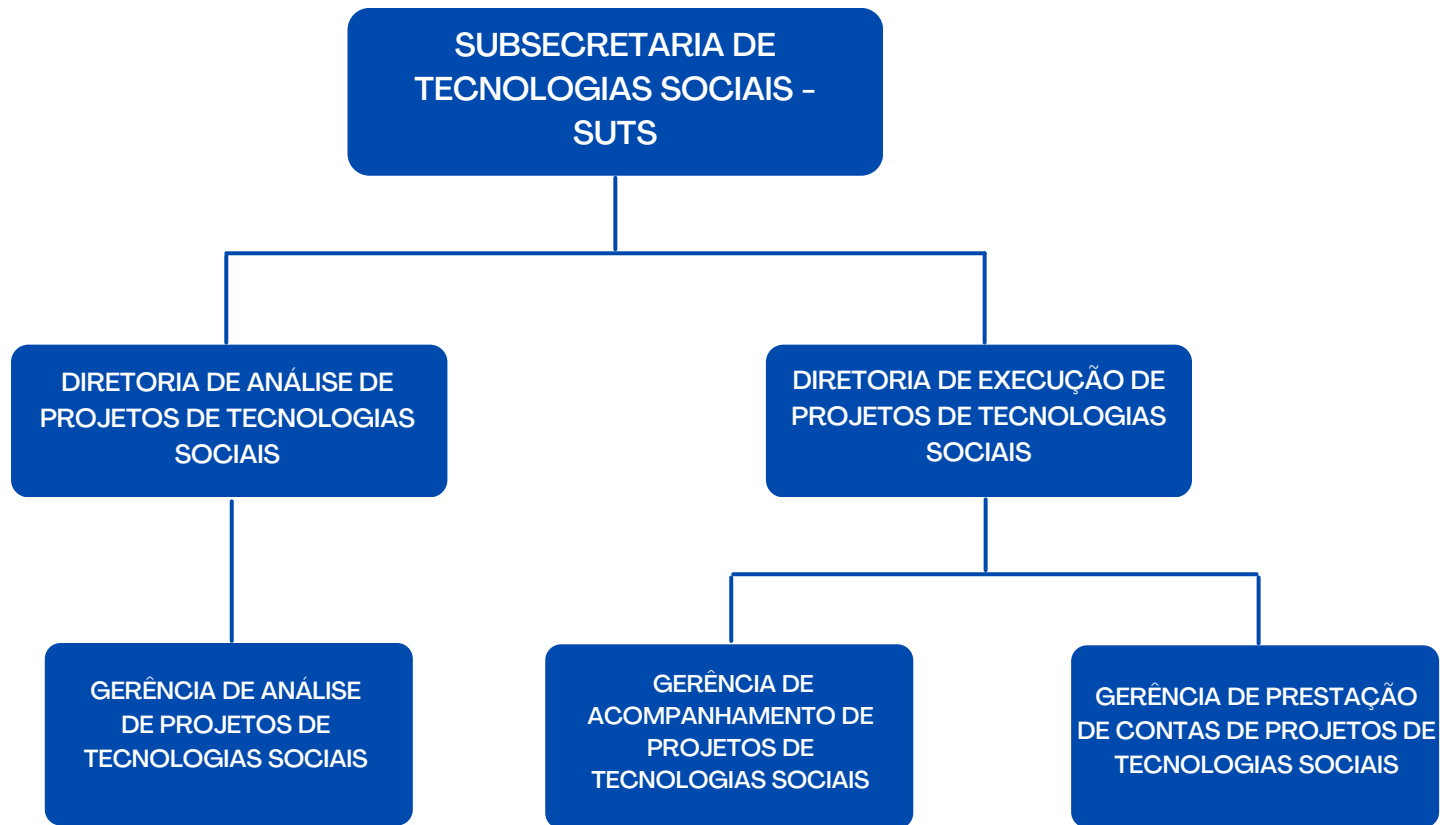 SUBSECRETARIA DE
TECNOLOGIAS SOCIAIS -
SUTS
DIRETORIA DE ANÁLISE DE
PROJETOS DE TECNOLOGIAS
SOCIAIS
DIRETORIA DE EXECUÇÃO DE
PROJETOS DE TECNOLOGIAS
SOCIAIS
GERÊNCIA DE ANÁLISE
DE PROJETOS DE
TECNOLOGIAS SOCIAIS
GERÊNCIA DE
ACOMPANHAMENTO DE
PROJETOS DE
TECNOLOGIAS SOCIAIS
GERÊNCIA DE PRESTAÇÃO
DE CONTAS DE PROJETOS DE
TECNOLOGIAS SOCIAIS